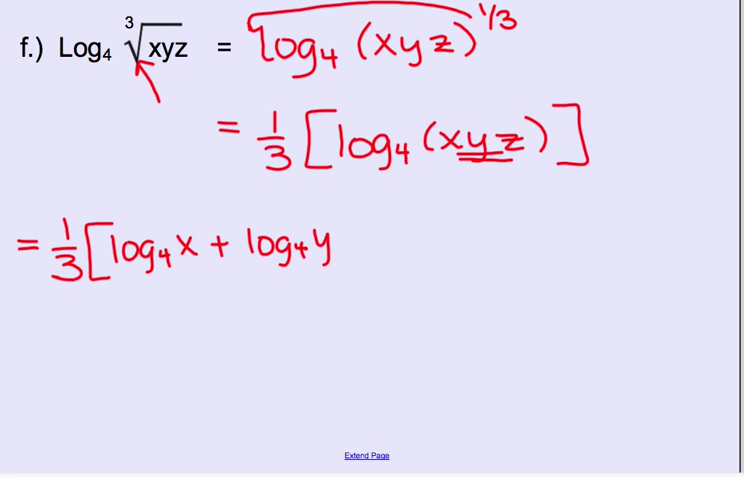 f.) Log₄ ∛xyz = log₄ (xyz)^1/3
= 1/3 [log₄ (xyz)]
= 1/3 [log₄ x + log₄ y
Extend Page